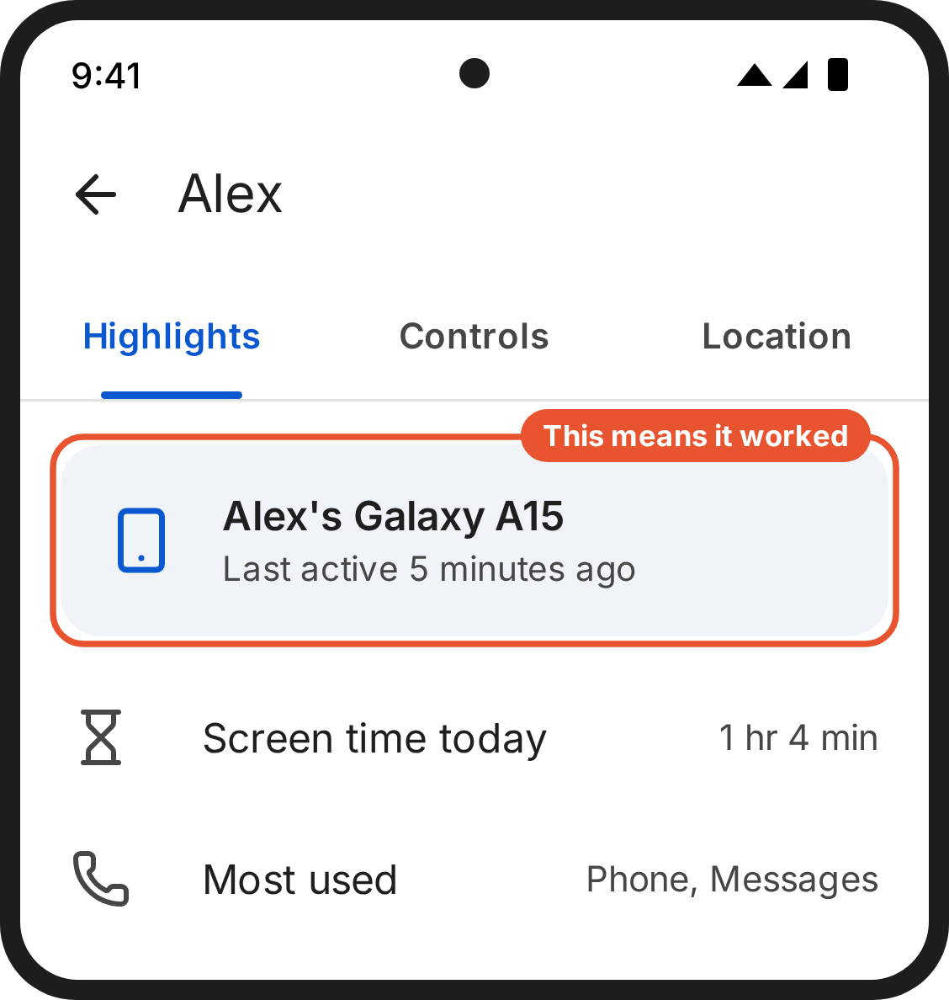 9:41
Alex
Highlights Controls Location
This means it worked
Alex's Galaxy A15
Last active 5 minutes ago
Screen time today 1 hr 4 min
Most used Phone, Messages